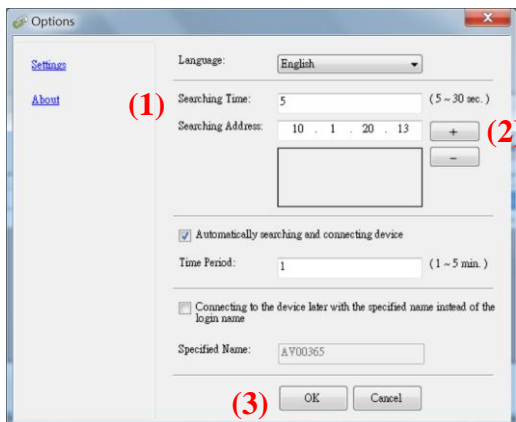 Options
Settings
About
Language:
English
(1)
Searching Time:
5
( 5 ~ 30 sec. )
Searching Address:
10 . 1 . 20 . 13
+
(2)
−
Automatically searching and connecting device
Time Period:
1
( 1 ~ 5 min. )
Connecting to the device later with the specified name instead of the
login name
Specified Name:
AV00365
(3)
OK
Cancel